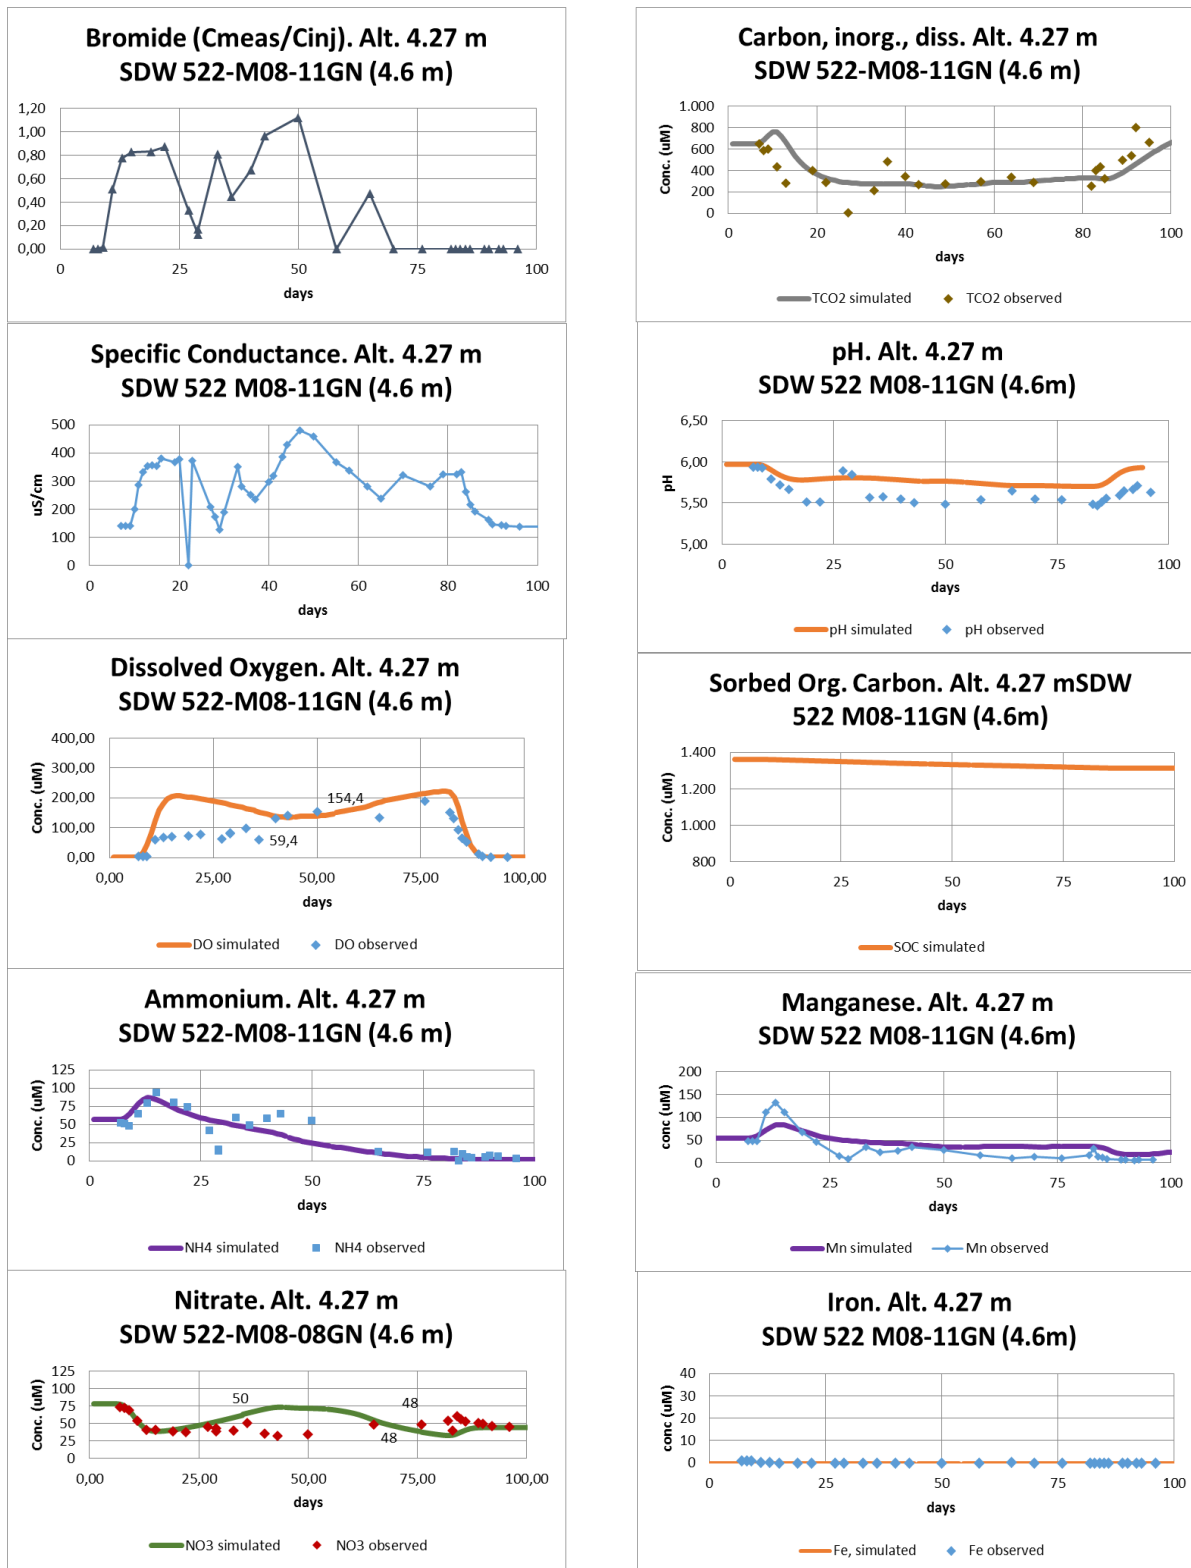 Bromide (Cmeas/Cinj). Alt. 4.27 m
SDW 522-M08-11GN (4.6 m)
1,20
1,00
0,80
0,60
0,40
0,20
0,00
0 25 50 75 100
days
Carbon, inorg., diss. Alt. 4.27 m
SDW 522-M08-11GN (4.6 m)
Conc. (uM)
1.000
800
600
400
200
0
0 20 40 60 80 100
days
TCO2 simulated TCO2 observed
Specific Conductance. Alt. 4.27 m
SDW 522 M08-11GN (4.6 m)
uS/cm
500
400
300
200
100
0
0 20 40 60 80 100
days
pH. Alt. 4.27 m
SDW 522 M08-11GN (4.6m)
pH
6,50
6,00
5,50
5,00
0 25 50 75 100
days
pH simulated pH observed
Dissolved Oxygen. Alt. 4.27 m
SDW 522-M08-11GN (4.6 m)
Conc. (uM)
400,00
300,00
200,00
100,00
0,00
154,4
59,4
0,00 25,00 50,00 75,00 100,00
days
DO simulated DO observed
Sorbed Org. Carbon. Alt. 4.27 mSDW
522 M08-11GN (4.6m)
Conc. (uM)
1.400
1.200
1.000
800
0 25 50 75 100
days
SOC simulated
Ammonium. Alt. 4.27 m
SDW 522-M08-11GN (4.6 m)
Conc. (uM)
125
100
75
50
25
0
0 25 50 75 100
days
NH4 simulated NH4 observed
Manganese. Alt. 4.27 m
SDW 522 M08-11GN (4.6m)
conc (uM)
200
150
100
50
0
0 25 50 75 100
days
Mn simulated Mn observed
Nitrate. Alt. 4.27 m
SDW 522-M08-08GN (4.6 m)
Conc (uM)
125
100
75
50
25
0
50
48
48
0,00 25,00 50,00 75,00 100,00
days
NO3 simulated NO3 observed
Iron. Alt. 4.27 m
SDW 522 M08-11GN (4.6m)
conc (uM)
40
30
20
10
0
0 25 50 75 100
days
Fe, simulated Fe observed